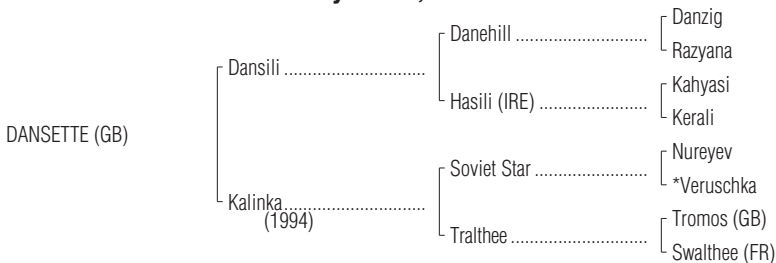 Danzig
Danehill ......................................
Razyana
Dansili ........................................
Kahyasi
Hasili (IRE) ................................
Kerali
DANSETTE (GB)
Nureyev
Soviet Star .................................
*Veruschka
Kalinka........................................
(1994)
Tromos (GB)
Tralthee .......................................
Swalthee (FR)